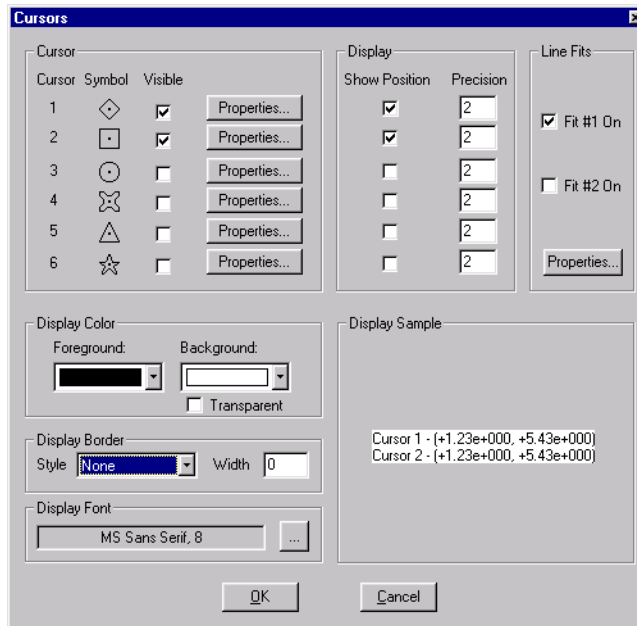 Cursors
Cursor
Cursor Symbol Visible
1 Properties...
2 Properties...
3 Properties...
4 Properties...
5 Properties...
6 Properties...
Display
Show Position Precision
2
2
2
2
2
2
Line Fits
Fit #1 On
Fit #2 On
Properties...
Display Color
Foreground: Background:
Transparent
Display Border
Style None Width 0
Display Font
MS Sans Serif, 8 ...
Display Sample
Cursor 1 - (+1.23e+000, +5.43e+000)
Cursor 2 - (+1.23e+000, +5.43e+000)
OK Cancel